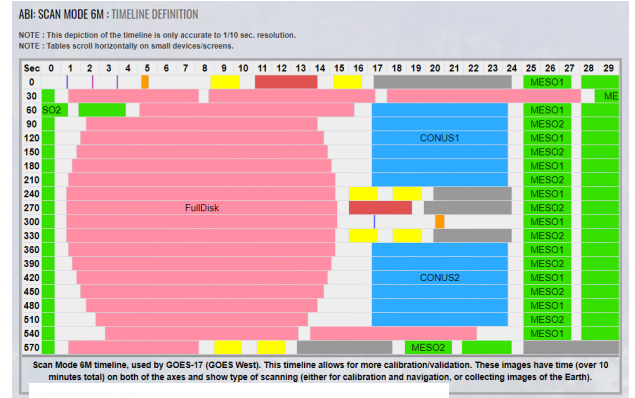 ABI: SCAN MODE 6M : TIMELINE DEFINITION
NOTE : This depiction of the timeline is only accurate to 1/10 sec. resolution.
NOTE : Tables scroll horizontally on small devices/screens.
Sec 0 1 2 3 4 5 6 7 8 9 10 11 12 13 14 15 16 17 18 19 20 21 22 23 24 25 26 27 28 29
0 MESO1
30 ME
60 SO2 MESO1
90 MESO2
120 CONUS1 MESO1
150 MESO2
180 MESO1
210 MESO2
240 MESO1
270 FullDisk MESO2
300 MESO1
330 MESO2
360 MESO1
390 MESO2
420 CONUS2 MESO1
450 MESO2
480 MESO1
510 MESO2
540 MESO1
570 MESO2
Scan Mode 6M timeline, used by GOES-17 (GOES West). This timeline allows for more calibration/validation. These images have time (over 10
minutes total) on both of the axes and show type of scanning (either for calibration and navigation, or collecting images of the Earth).